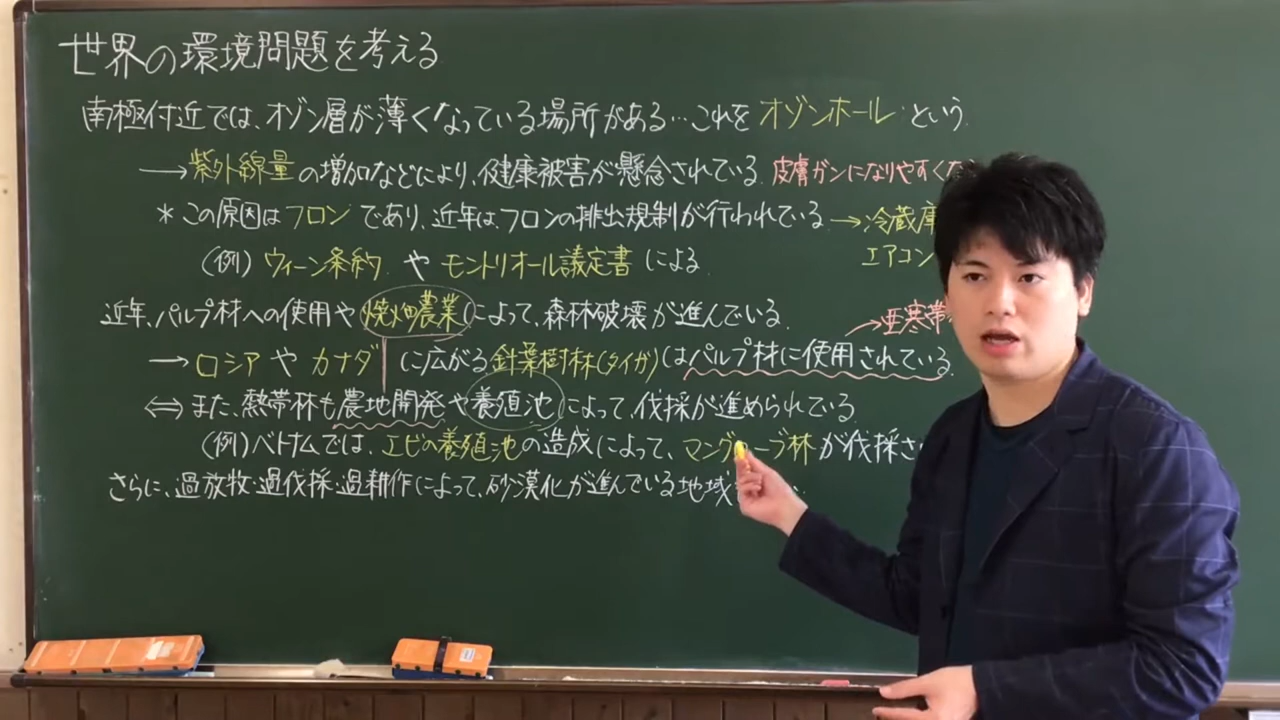 世界の環境問題を考える
南極付近では、オゾン層が薄くなっている場所がある…これをオゾンホールという。
→紫外線量の増加などにより、健康被害が懸念されている。皮膚ガンになりやすくな
*この原因はフロンであり、近年は、フロンの排出規制が行われている。→冷蔵庫
(例)ウィーン条約やモントリオール議定書による。 エアコン
近年、パルプ材への使用や焼畑農業によって、森林破壊が進んでいる。 →亜寒帯
→ロシアやカナダに広がる針葉樹林(タイガ)はパルプ材に使用されている。
⇔また、熱帯林も農地開発や養殖池によって、伐採が進められている。
(例)ベトナムでは、エビの養殖池の造成によって、マングローブ林が伐採さ
さらに、過放牧・過伐採・過耕作によって、砂漠化が進んでいる地域